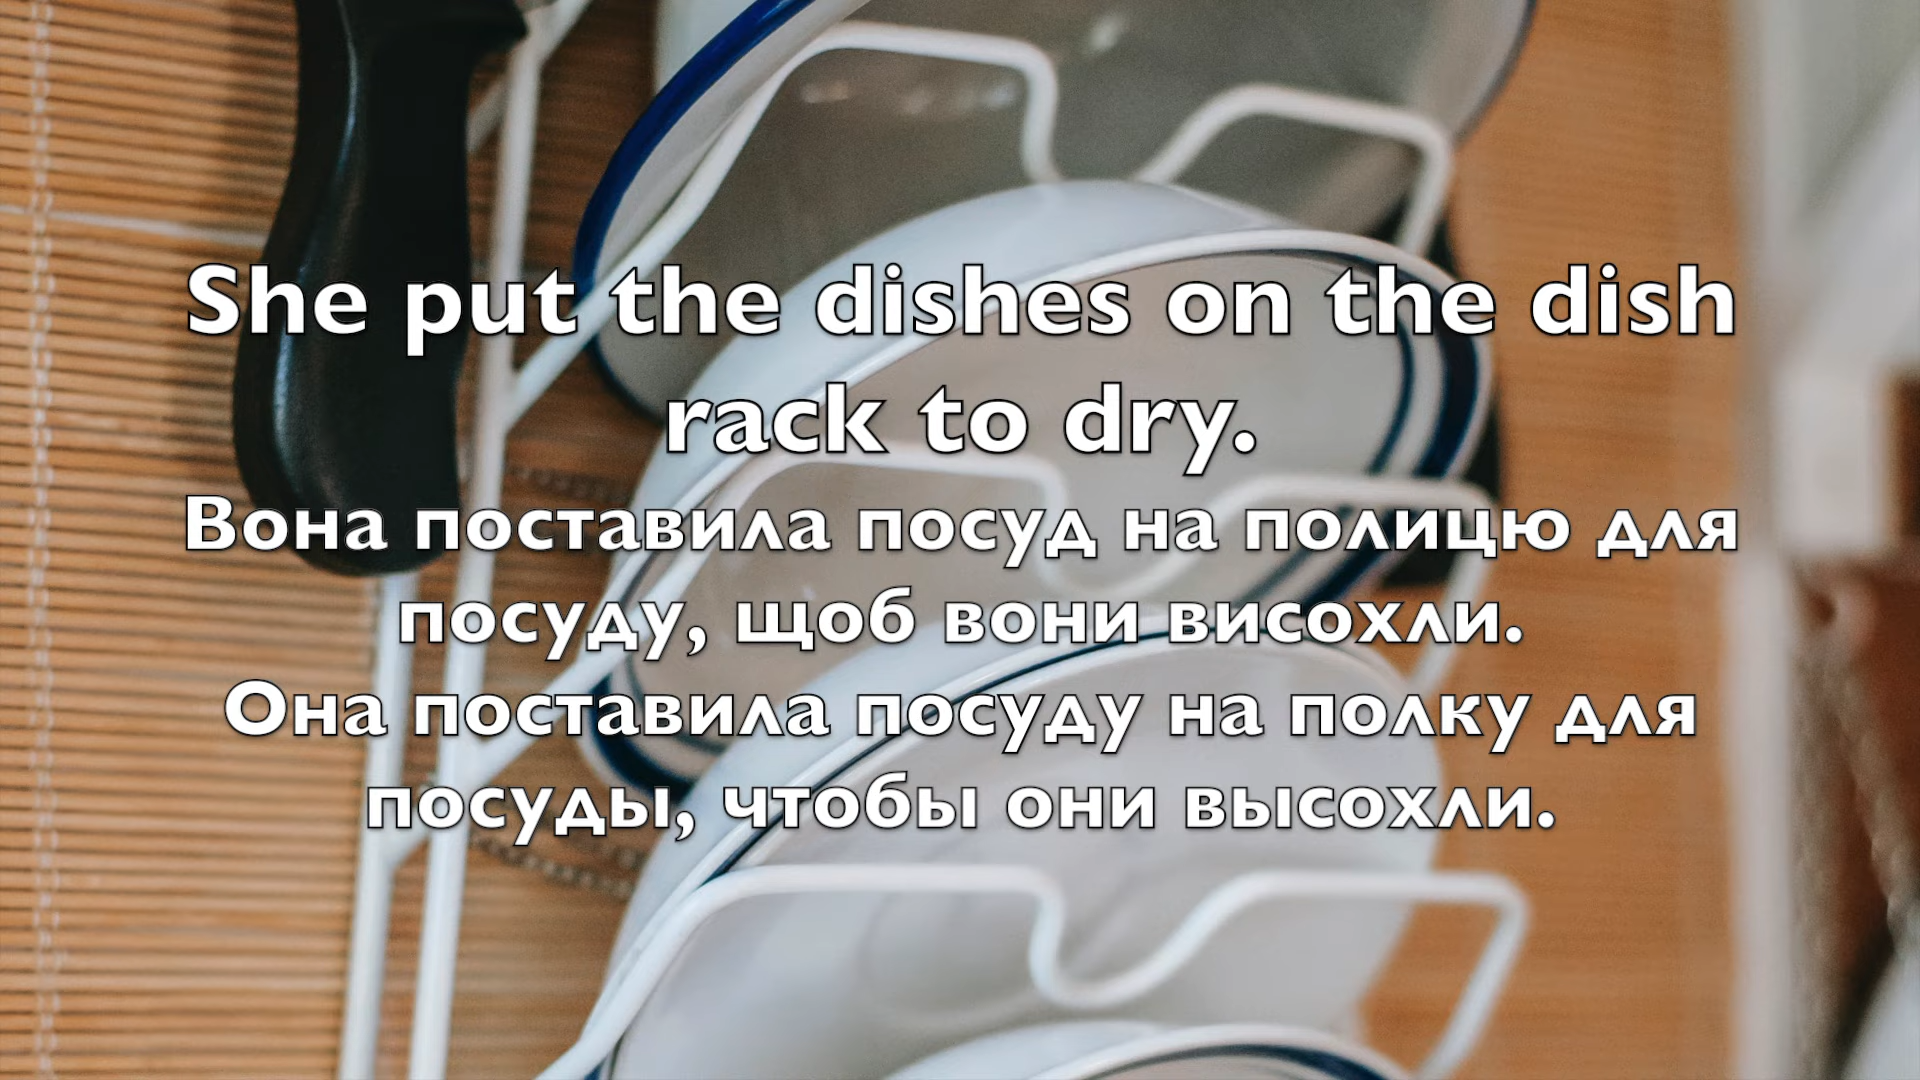 She put the dishes on the dish
rack to dry.
Вона поставила посуд на полицю для
посуду, щоб вони висохли.
Она поставила посуду на полку для
посуды, чтобы они высохли.